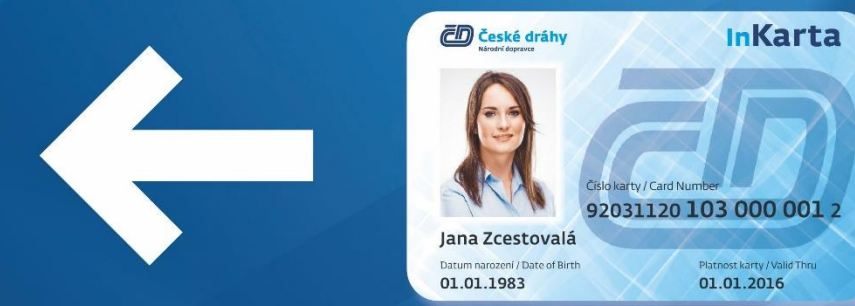 ČD České dráhy
Národní dopravce
InKarta
Číslo karty / Card Number
92031120 103 000 001 2
Jana Zcestovalá
Datum narození / Date of Birth
01.01.1983
Platnost karty / Valid Thru
01.01.2016